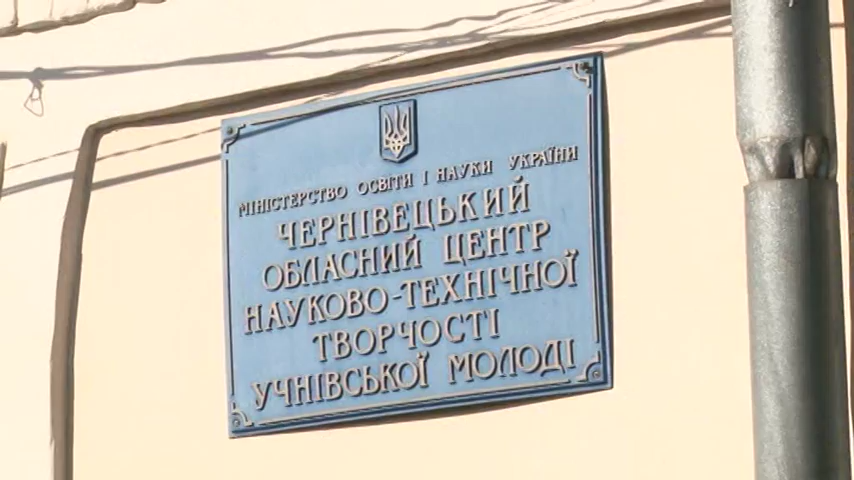 МІНІСТЕРСТВО ОСВІТИ І НАУКИ УКРАЇНИ
ЧЕРНІВЕЦЬКИЙ
ОБЛАСНИЙ ЦЕНТР
НАУКОВО-ТЕХНІЧНОЇ
ТВОРЧОСТІ
УЧНІВСЬКОЇ МОЛОДІ